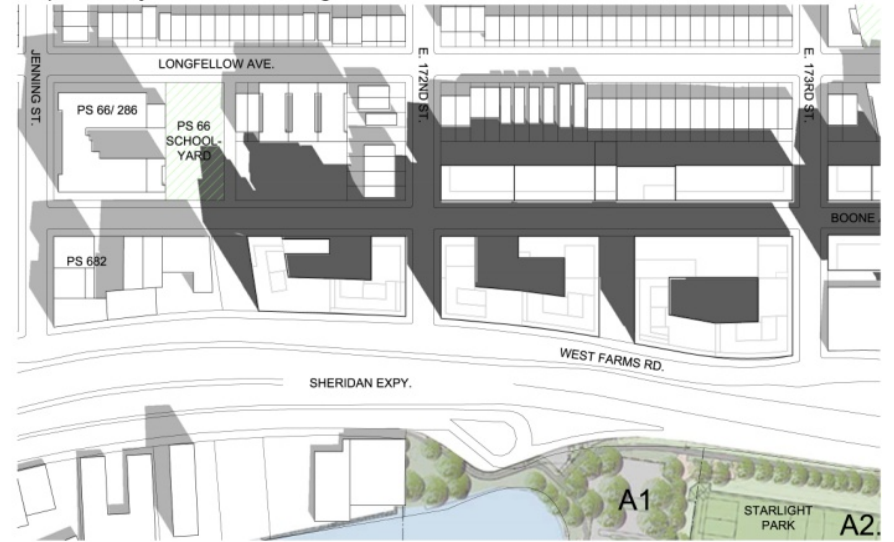 LONGFELLOW AVE.
JENNING ST.
E. 172ND ST.
E. 173RD ST.
PS 66/ 286
PS 66
SCHOOL-
YARD
BOONE
PS 682
WEST FARMS RD.
SHERIDAN EXPY.
A1
STARLIGHT
PARK
A2.